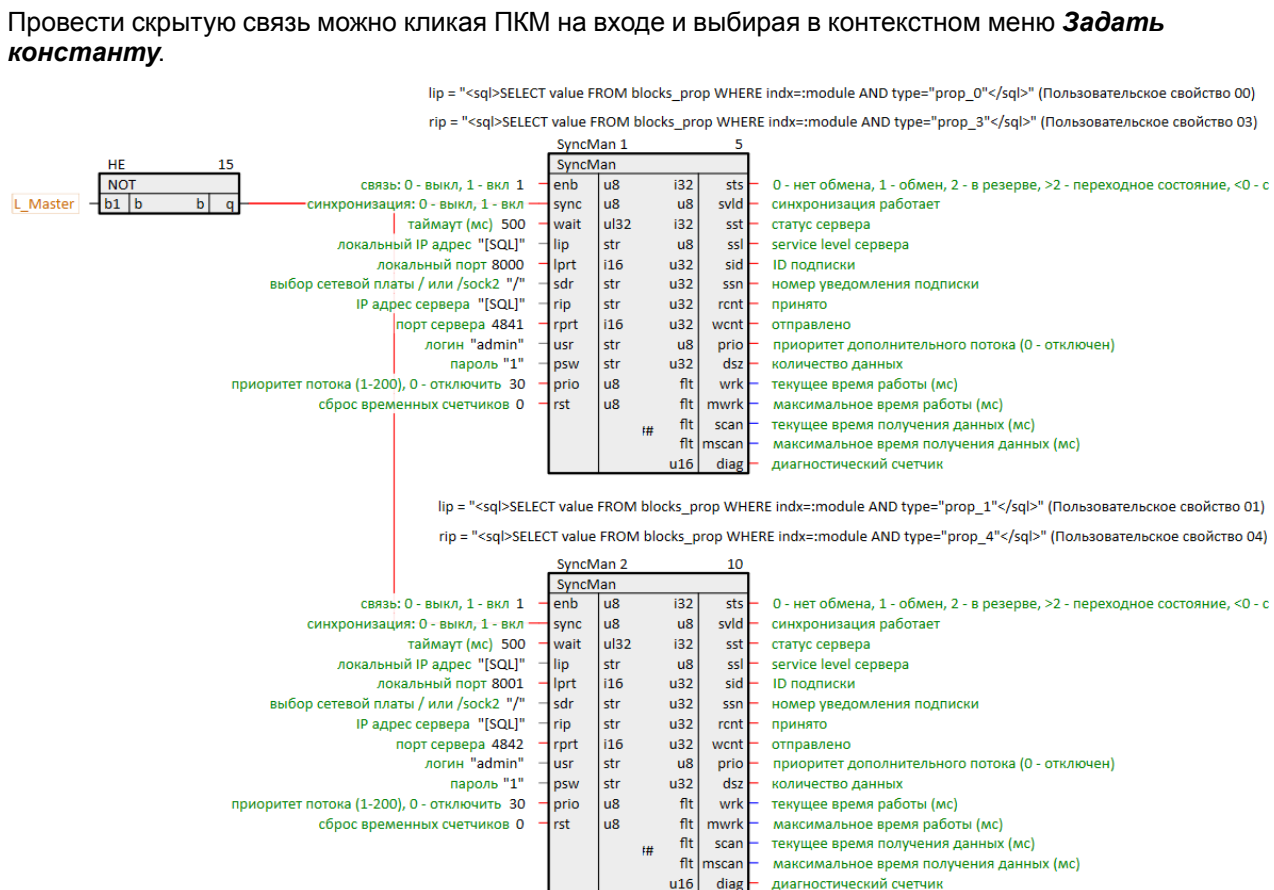 Провести скрытую связь можно кликая ПКМ на входе и выбирая в контекстном меню Задать
константу.
lip = "<sql>SELECT value FROM blocks_prop WHERE indx=:module AND type="prop_0"</sql>" (Пользовательское свойство 00)
rip = "<sql>SELECT value FROM blocks_prop WHERE indx=:module AND type="prop_3"</sql>" (Пользовательское свойство 03)
SyncMan 1 5
НЕ 15 SyncMan
NOT связь: 0 - выкл, 1 - вкл 1 enb u8 i32 sts 0 - нет обмена, 1 - обмен, 2 - в резерве, >2 - переходное состояние, <0 - с
L_Master b1 b b q синхронизация: 0 - выкл, 1 - вкл sync u8 u8 svld синхронизация работает
таймаут (мс) 500 wait ul32 i32 sst статус сервера
локальный IP адрес "[SQL]" lip str u8 ssl service level сервера
локальный порт 8000 lprt i16 u32 sid ID подписки
выбор сетевой платы / или /sock2 "/" sdr str u32 ssn номер уведомления подписки
IP адрес сервера "[SQL]" rip str u32 rcnt принято
порт сервера 4841 rprt i16 u32 wcnt отправлено
логин "admin" usr str u8 prio приоритет дополнительного потока (0 - отключен)
пароль "1" psw str u32 dsz количество данных
приоритет потока (1-200), 0 - отключить 30 prio u8 flt wrk текущее время работы (мс)
сброс временных счетчиков 0 rst u8 flt mwrk максимальное время работы (мс)
flt scan текущее время получения данных (мс)
flt mscan максимальное время получения данных (мс)
u16 diag диагностический счетчик
lip = "<sql>SELECT value FROM blocks_prop WHERE indx=:module AND type="prop_1"</sql>" (Пользовательское свойство 01)
rip = "<sql>SELECT value FROM blocks_prop WHERE indx=:module AND type="prop_4"</sql>" (Пользовательское свойство 04)
SyncMan 2 10
SyncMan
связь: 0 - выкл, 1 - вкл 1 enb u8 i32 sts 0 - нет обмена, 1 - обмен, 2 - в резерве, >2 - переходное состояние, <0 - с
синхронизация: 0 - выкл, 1 - вкл sync u8 u8 svld синхронизация работает
таймаут (мс) 500 wait ul32 i32 sst статус сервера
локальный IP адрес "[SQL]" lip str u8 ssl service level сервера
локальный порт 8001 lprt i16 u32 sid ID подписки
выбор сетевой платы / или /sock2 "/" sdr str u32 ssn номер уведомления подписки
IP адрес сервера "[SQL]" rip str u32 rcnt принято
порт сервера 4842 rprt i16 u32 wcnt отправлено
логин "admin" usr str u8 prio приоритет дополнительного потока (0 - отключен)
пароль "1" psw str u32 dsz количество данных
приоритет потока (1-200), 0 - отключить 30 prio u8 flt wrk текущее время работы (мс)
сброс временных счетчиков 0 rst u8 flt mwrk максимальное время работы (мс)
flt scan текущее время получения данных (мс)
flt mscan максимальное время получения данных (мс)
u16 diag диагностический счетчик